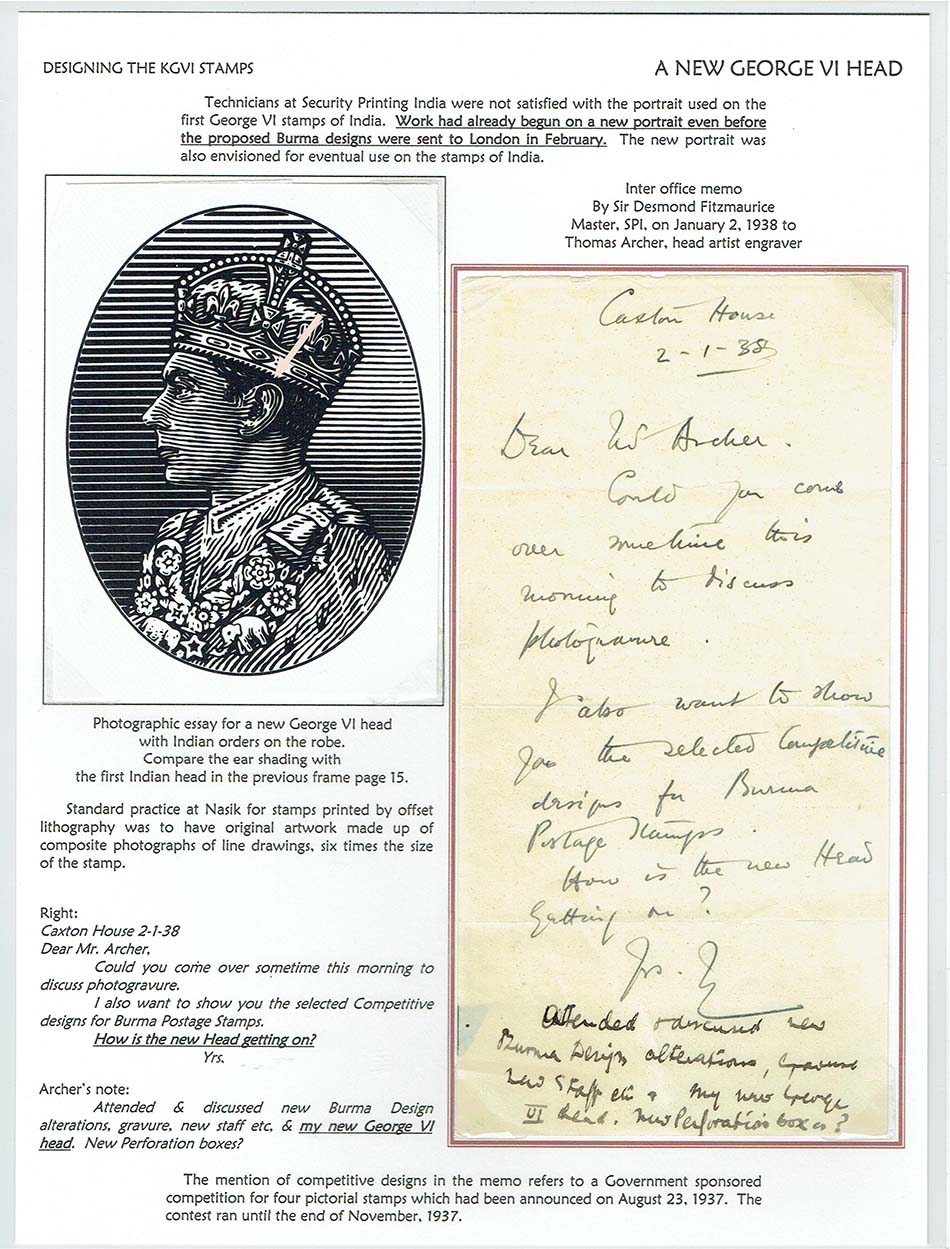 DESIGNING THE KGVI STAMPS
A NEW GEORGE VI HEAD
Technicians at Security Printing India were not satisfied with the portrait used on the
first George VI stamps of India. Work had already begun on a new portrait even before
the proposed Burma designs were sent to London in February. The new portrait was
also envisioned for eventual use on the stamps of India.
Inter office memo
By Sir Desmond Fitzmaurice
Master, SPI, on January 2, 1938 to
Thomas Archer, head artist engraver
Photographic essay for a new George VI head
with Indian orders on the robe.
Compare the ear shading with
the first Indian head in the previous frame page 15.
Standard practice at Nasik for stamps printed by offset
lithography was to have original artwork made up of
composite photographs of line drawings, six times the size
of the stamp.
Right:
Caxton House 2-1-38
Dear Mr. Archer,
Could you come over sometime this morning to
discuss photogravure.
I also want to show you the selected Competitive
designs for Burma Postage Stamps.
How is the new Head getting on?
Yrs.
Archer's note:
Attended & discussed new Burma Design
alterations, gravure, new staff etc, & my new George VI
head. New Perforation boxes?
Caxton House
2-1-38
Dear Mr Archer.
Could you come
over sometime this
morning to discuss
photogravure.
I also want to show
you the selected Competitive
designs for Burma
Postage Stamps.
How is the new Head
getting on?
Yrs.
Attended & discussed new
Burma Design alterations, gravure
new staff etc & my new George
VI head. New Perforation boxes?
The mention of competitive designs in the memo refers to a Government sponsored
competition for four pictorial stamps which had been announced on August 23, 1937. The
contest ran until the end of November, 1937.